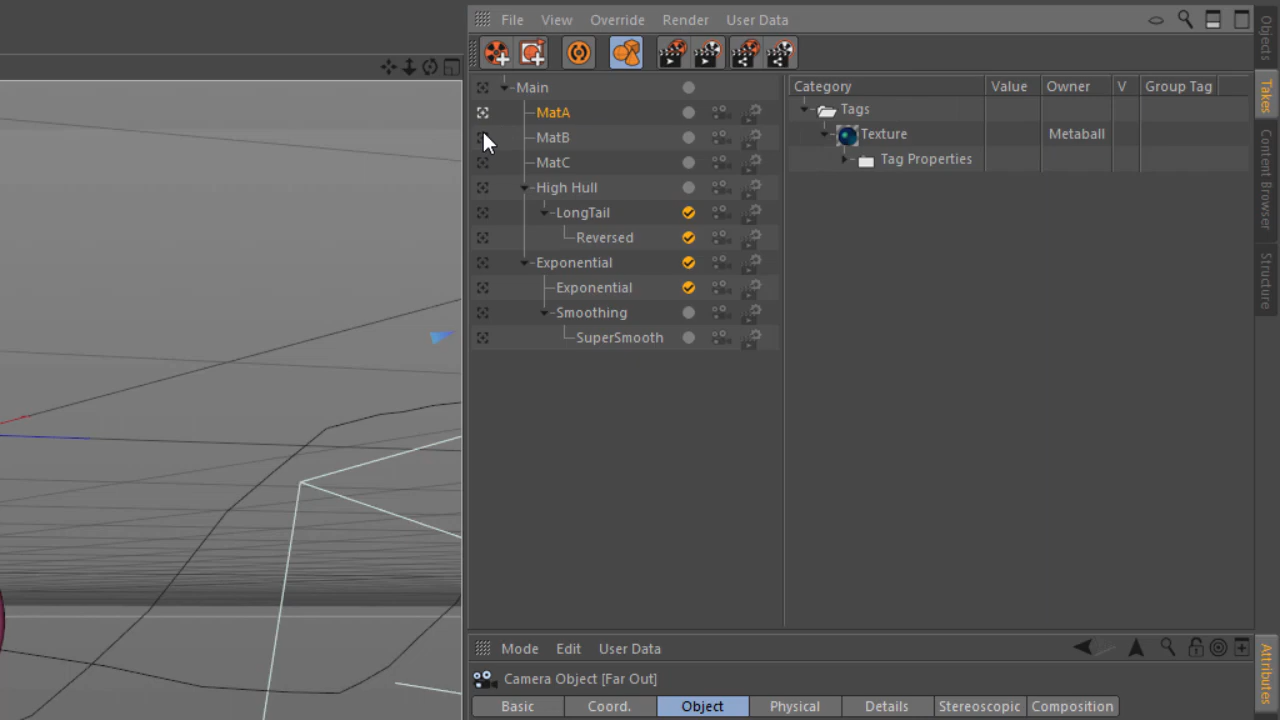 File View Override Render User Data
Main
MatA
MatB
MatC
High Hull
LongTail
Reversed
Exponential
Exponential
Smoothing
SuperSmooth
Category Value Owner V Group Tag
Tags
Texture Metaball
Tag Properties
Objects
Takes
Content Browser
Structure
Mode Edit User Data
Camera Object [Far Out]
Basic Coord. Object Physical Details Stereoscopic Composition
Attributes